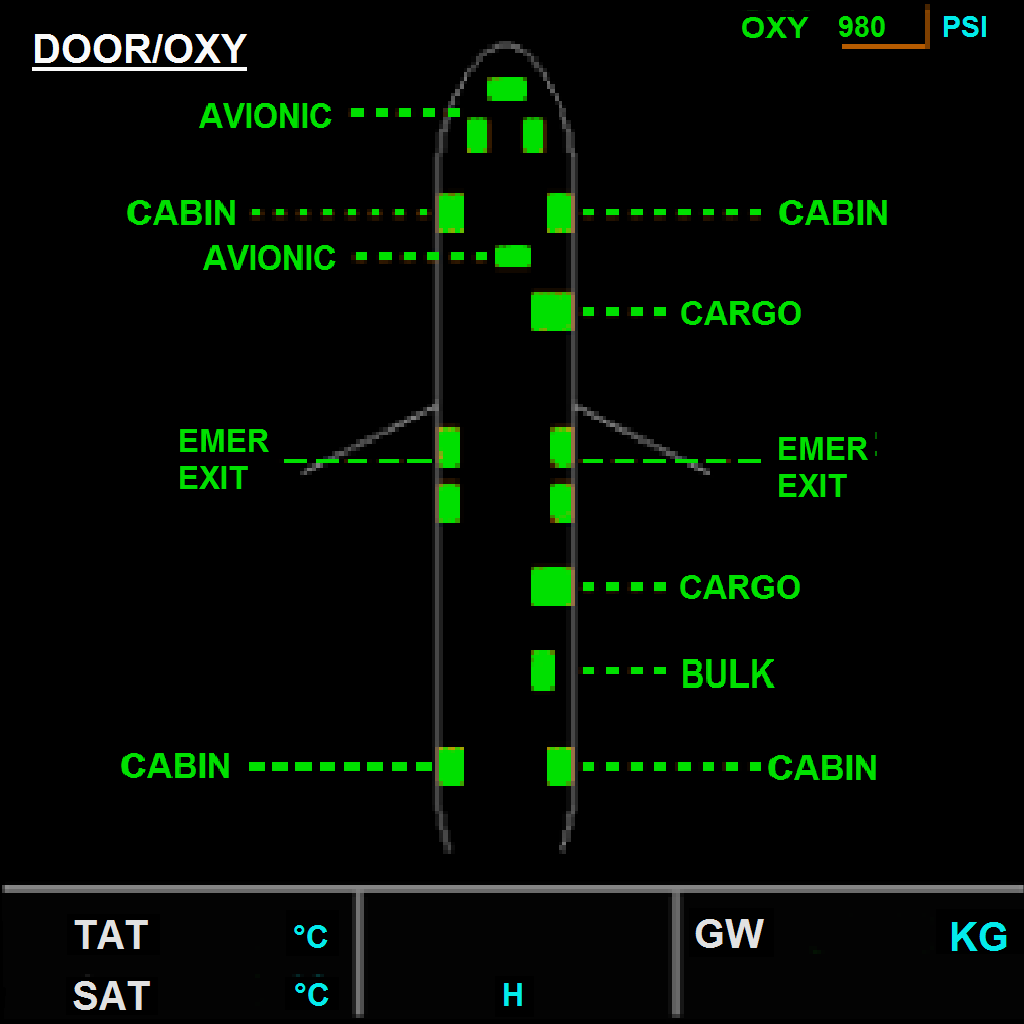 DOOR/OXY
OXY 980 PSI
AVIONIC
CABIN CABIN
AVIONIC
CARGO
EMER EMER
EXIT EXIT
CARGO
BULK
CABIN CABIN
TAT °C GW KG
SAT °C H